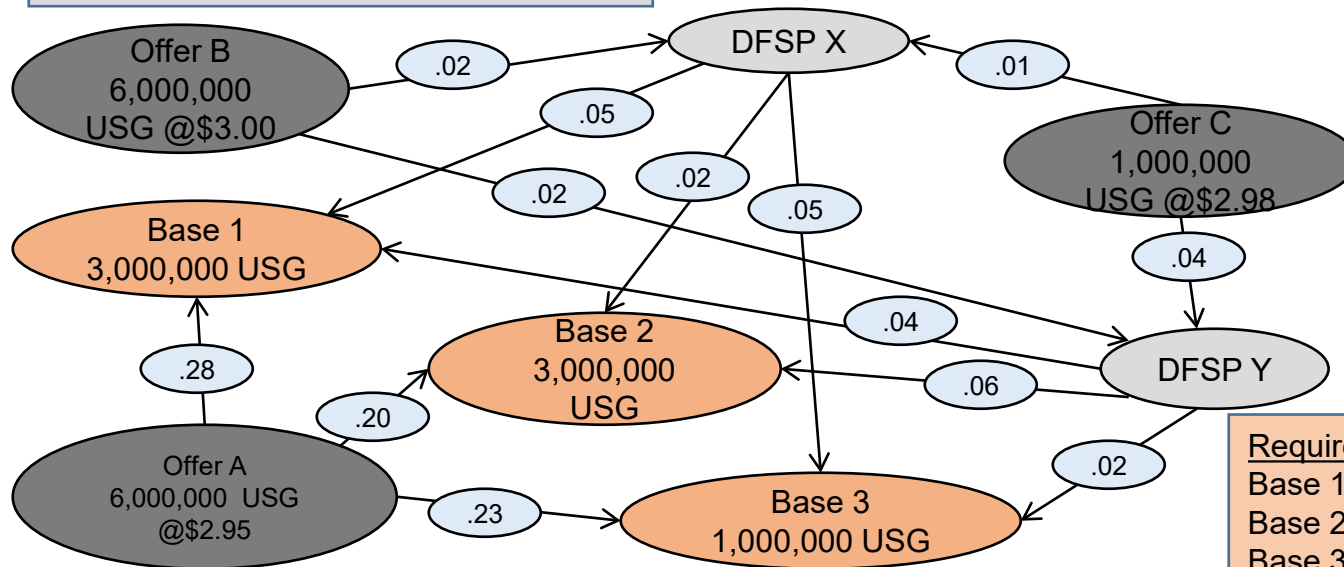 Offer B
6,000,000
USG @$3.00
.02
DFSP X
.01
.05
Offer C
1,000,000
USG @$2.98
.02
.02
.05
Base 1
3,000,000 USG
.04
.04
Base 2
3,000,000
USG
DFSP Y
.28
.06
.20
Offer A
6,000,000 USG
@$2.95
.23
Base 3
1,000,000 USG
.02
Base 1
Base 2
Base 3